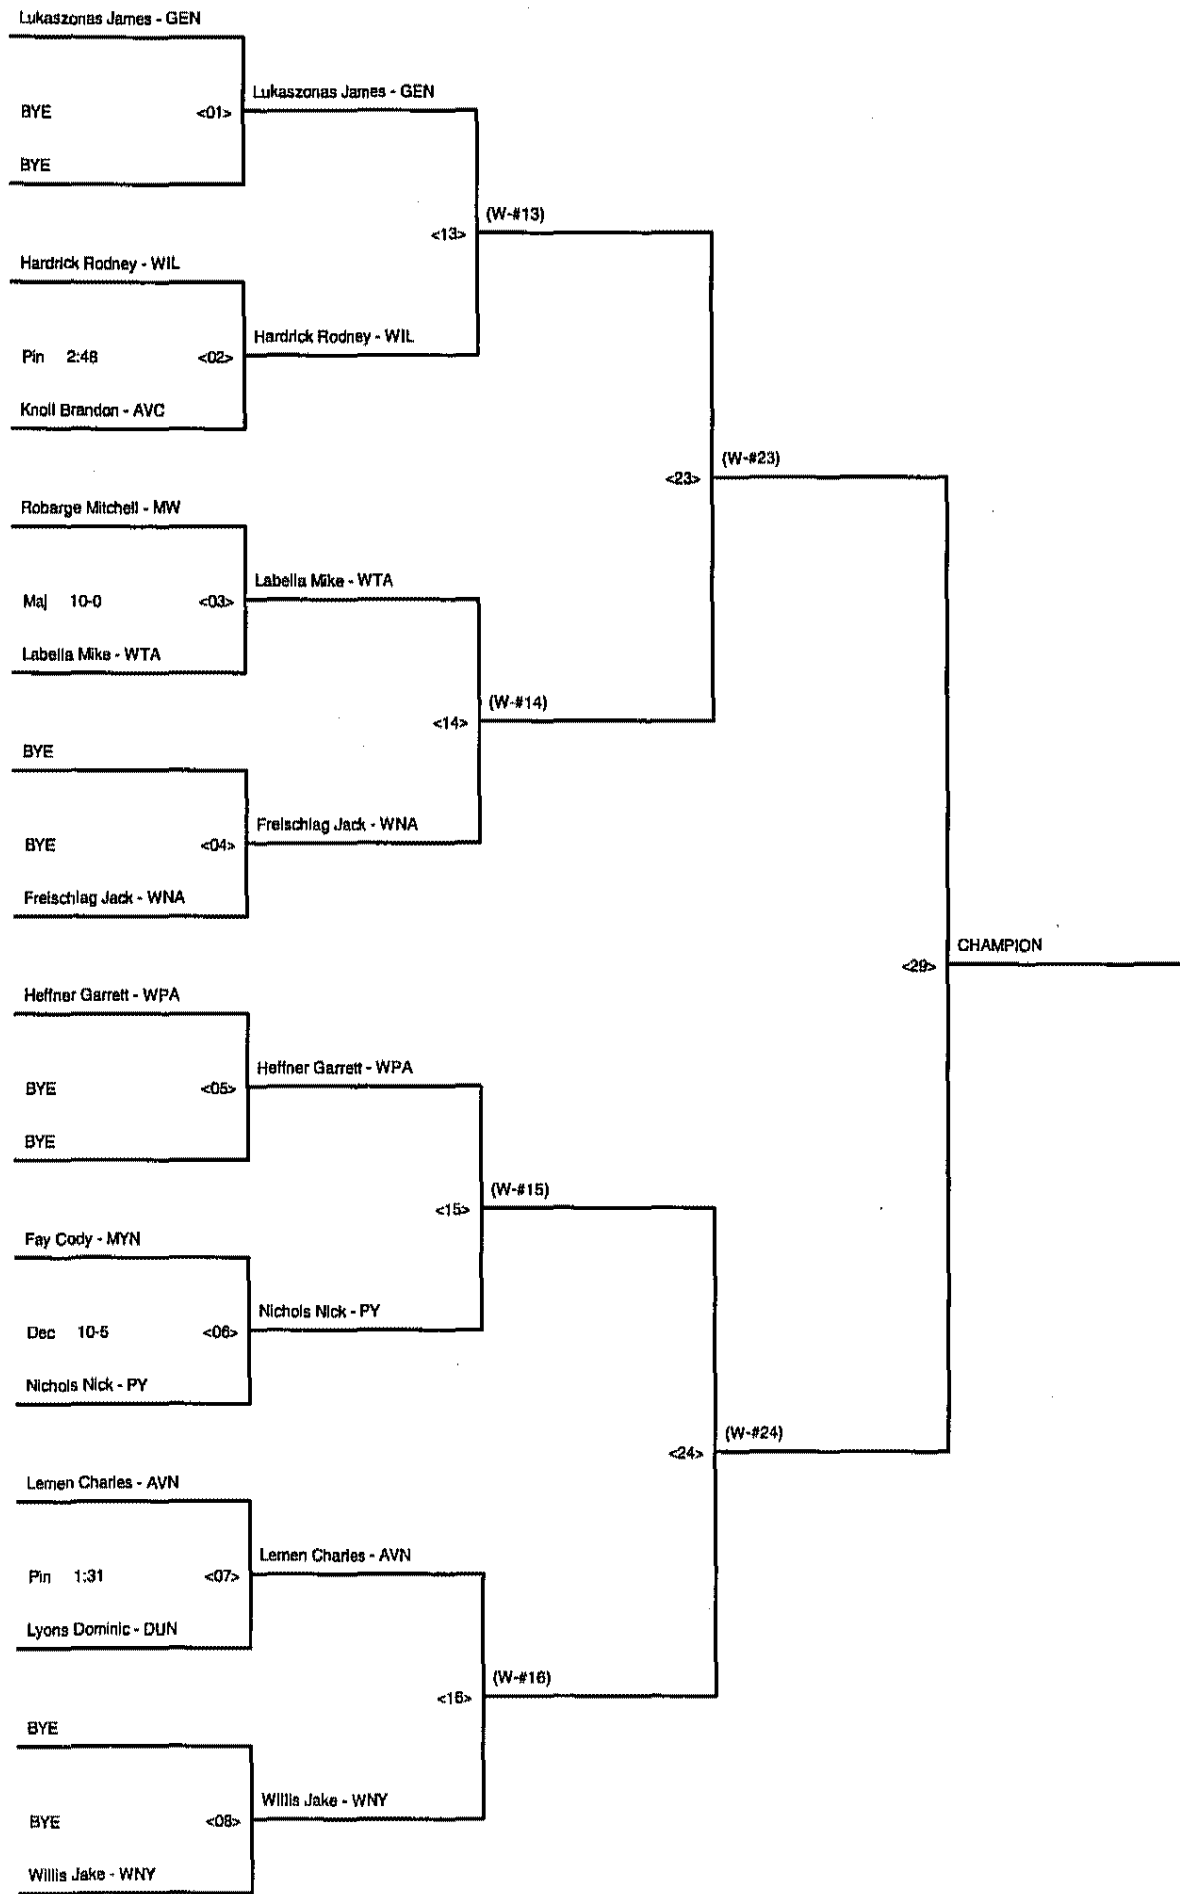 Lukaszonas James - GEN
Lukaszonas James - GEN
BYE <01>
BYE
(W-#13)
<13>
Hardrick Rodney - WIL
Hardrick Rodney - WIL
Pin 2:48 <02>
Knoll Brandon - AVC
(W-#23)
<23>
Robarge Mitchell - MW
Labella Mike - WTA
Maj 10-0 <03>
Labella Mike - WTA
(W-#14)
<14>
BYE
Freischlag Jack - WNA
BYE <04>
Freischlag Jack - WNA
CHAMPION
<29>
Heffner Garrett - WPA
Heffner Garrett - WPA
BYE <05>
BYE
(W-#15)
<15>
Fay Cody - MYN
Nichols Nick - PY
Dec 10-5 <06>
Nichols Nick - PY
(W-#24)
<24>
Lemen Charles - AVN
Lemen Charles - AVN
Pin 1:31 <07>
Lyons Dominic - DUN
(W-#16)
<16>
BYE
Willis Jake - WNY
BYE <08>
Willis Jake - WNY